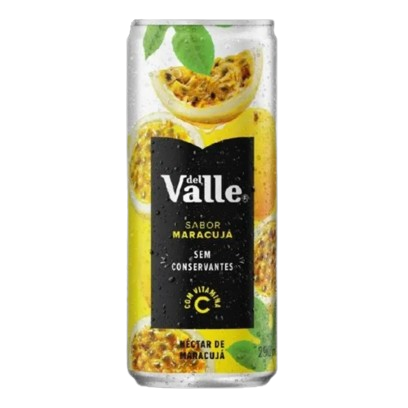 del
Valle®
SABOR
MARACUJÁ
SEM
CONSERVANTES
COM VITAMINA
C
NÉCTAR DE
MARACUJÁ